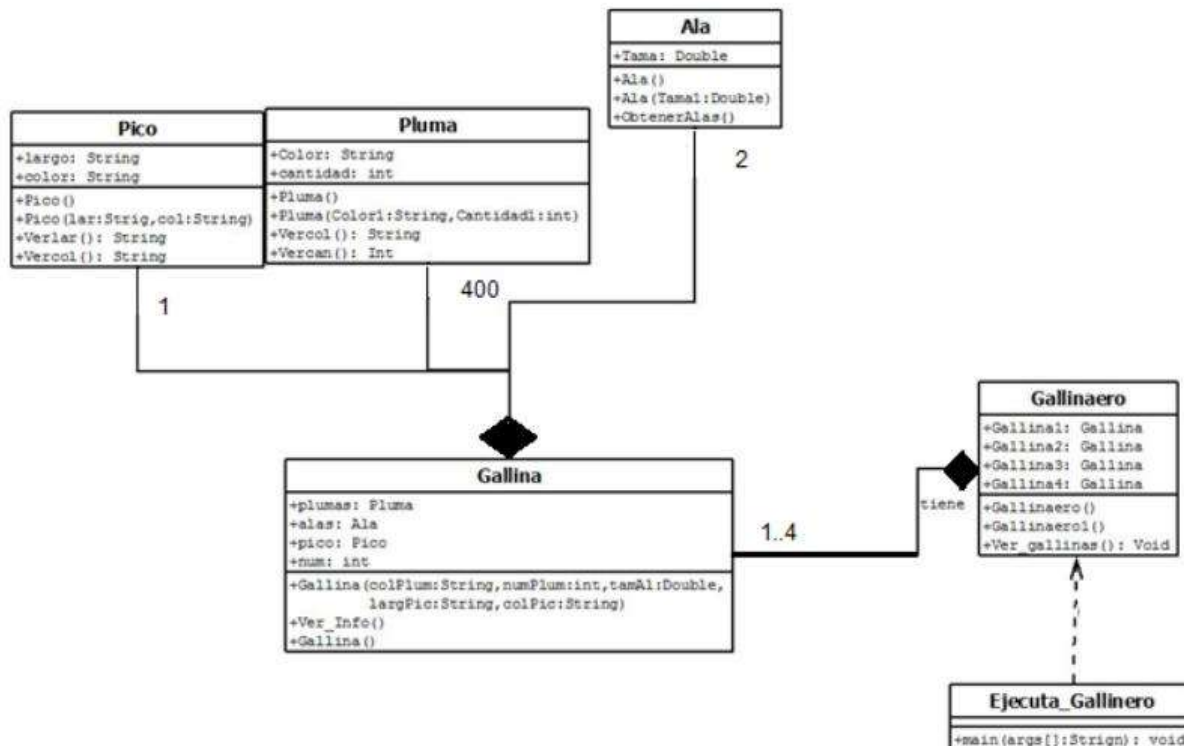 Ala
+Tama: Double
+Ala()
+Ala(Tama1:Double)
+ObtenerAlas()
2
Pico
+largo: String
+color: String
+Pico()
+Pico(lar:Strig,col:String)
+Verlar(): String
+Vercol(): String
1
Pluma
+Color: String
+cantidad: int
+Pluma()
+Pluma(Color1:String,Cantidad1:int)
+Vercol(): String
+Vercan(): Int
400
Gallina
+plumas: Pluma
+alas: Ala
+pico: Pico
+num: int
+Gallina(colPlum:String,numPlum:int,tamAl:Double,
largPic:String,colPic:String)
+Ver_Info()
+Gallina()
1..4
tiene
Gallinaero
+Gallina1: Gallina
+Gallina2: Gallina
+Gallina3: Gallina
+Gallina4: Gallina
+Gallinaero()
+Gallinaero1()
+Ver_gallinas(): Void
Ejecuta_Gallinero
+main(args[]:Strign): void